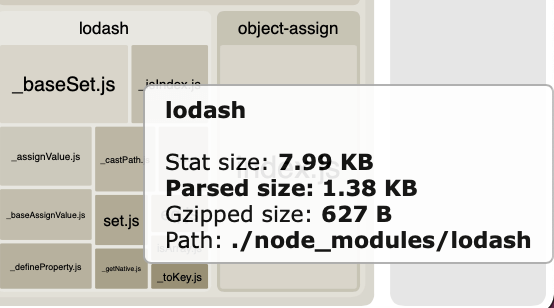 lodash
object-assign
_baseSet.js
_isIndex.js
lodash
Stat size: 7.99 KB
Parsed size: 1.38 KB
Gzipped size: 627 B
Path: ./node_modules/lodash
_assignValue.js
_castPath.
index.js
_baseAssignValue.js
set.js
_defineProperty.js
_getNative.js
_toKey.js